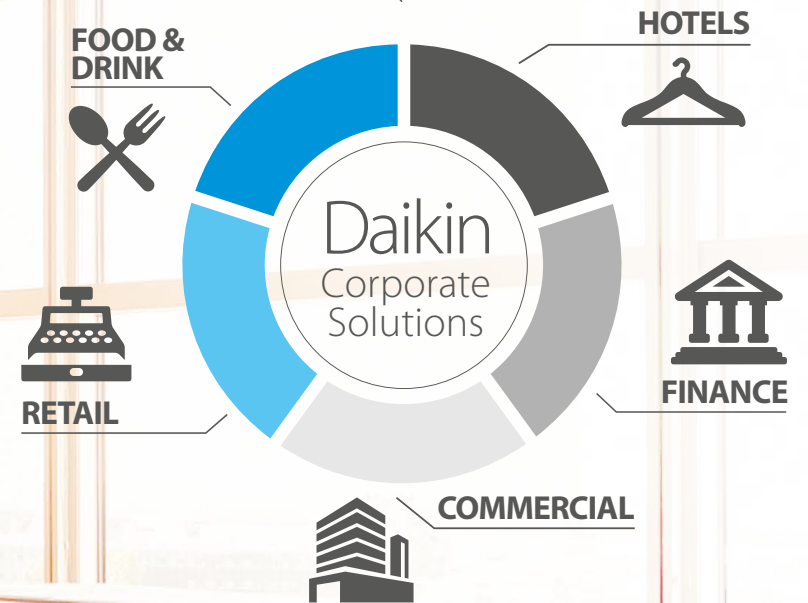 HOTELS
FOOD &
DRINK
Daikin
Corporate
Solutions
FINANCE
RETAIL
COMMERCIAL